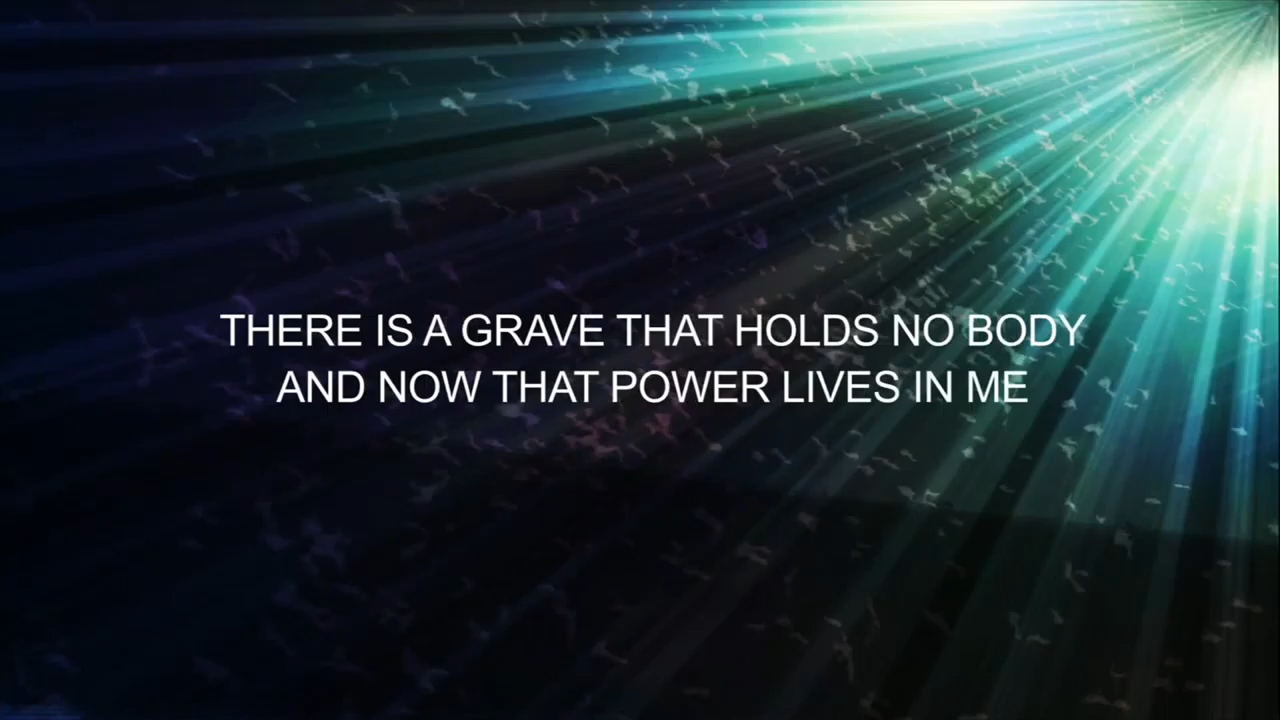 THERE IS A GRAVE THAT HOLDS NO BODY
AND NOW THAT POWER LIVES IN ME